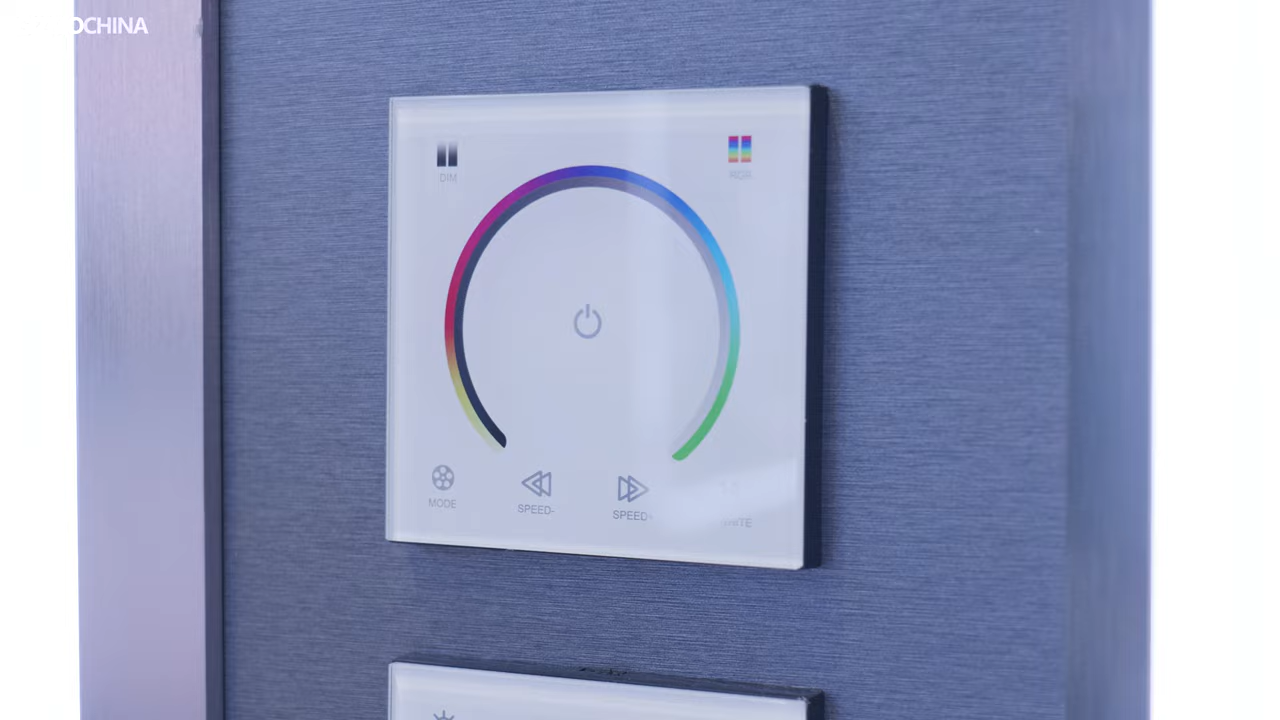 OCHINA
DIM
RGB
MODE
SPEED-
SPEED+